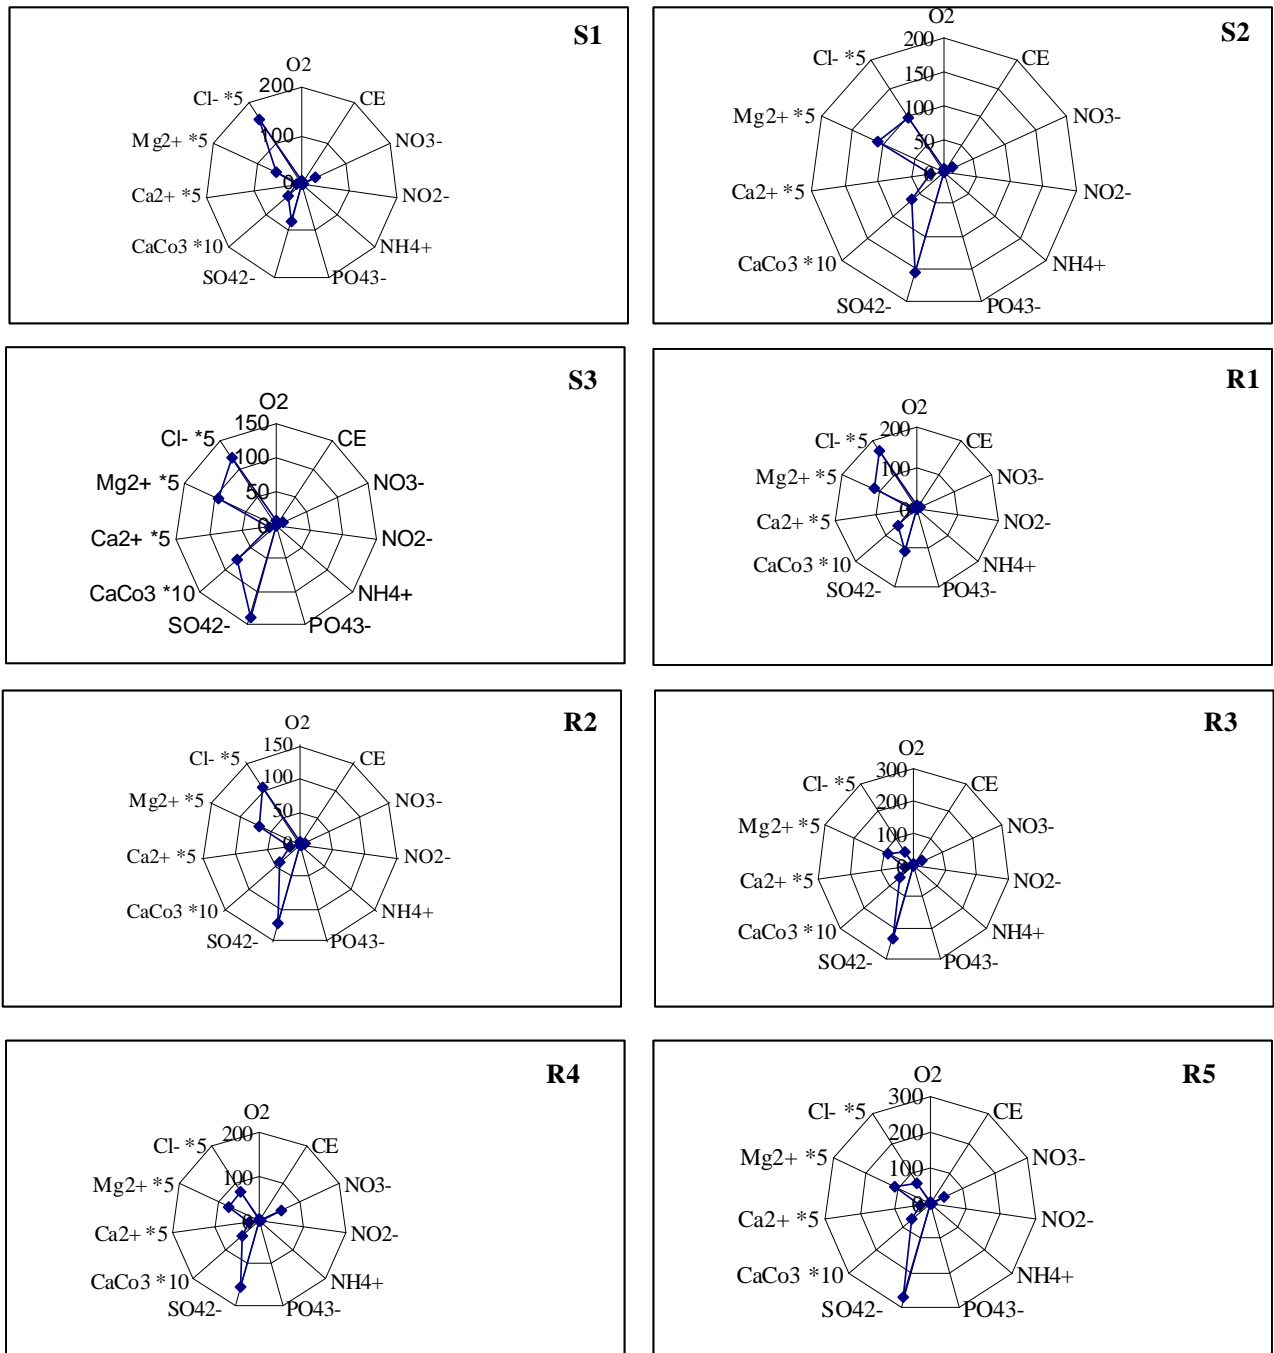 S1
O2
200
Cl- *5
CE
100
Mg2+ *5
NO3-
0
Ca2+ *5
NO2-
CaCo3 *10
NH4+
SO42-
PO43-
S2
O2
200
Cl- *5
CE
150
Mg2+ *5
100
NO3-
50
0
Ca2+ *5
NO2-
CaCo3 *10
NH4+
SO42-
PO43-
S3
O2
150
Cl- *5
CE
100
Mg2+ *5
NO3-
50
0
Ca2+ *5
NO2-
CaCo3 *10
NH4+
SO42-
PO43-
R1
O2
200
Cl- *5
CE
100
Mg2+ *5
NO3-
0
Ca2+ *5
NO2-
CaCo3 *10
NH4+
SO42-
PO43-
R2
O2
150
Cl- *5
CE
100
Mg2+ *5
NO3-
50
0
Ca2+ *5
NO2-
CaCo3 *10
NH4+
SO42-
PO43-
R3
O2
300
Cl- *5
CE
200
Mg2+ *5
NO3-
100
0
Ca2+ *5
NO2-
CaCo3 *10
NH4+
SO42-
PO43-
R4
O2
200
Cl- *5
CE
100
Mg2+ *5
NO3-
0
Ca2+ *5
NO2-
CaCo3 *10
NH4+
SO42-
PO43-
R5
O2
300
Cl- *5
CE
200
Mg2+ *5
NO3-
100
0
Ca2+ *5
NO2-
CaCo3 *10
NH4+
SO42-
PO43-